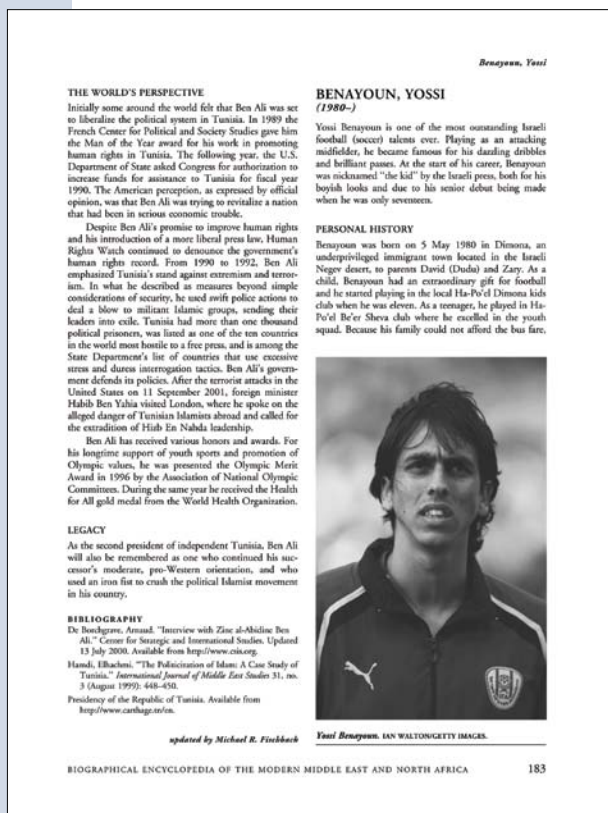 Benayoun, Yossi
THE WORLD'S PERSPECTIVE
Initially some around the world felt that Ben Ali was set
to liberalize the political system in Tunisia. In 1989 the
French Center for Political and Society Studies gave him
the Man of the Year award for his work in promoting
human rights in Tunisia. The following year, the U.S.
Department of State asked Congress for authorization to
increase funds for assistance to Tunisia for fiscal year
1990. The American perception, as expressed by official
opinion, was that Ben Ali was trying to revitalize a nation
that had been in serious economic trouble.
Despite Ben Ali's promise to improve human rights
and his introduction of a more liberal press law, Human
Rights Watch continued to denounce the government's
human rights record. From 1990 to 1992, Ben Ali
emphasized Tunisia's stand against extremism and terror-
ism. In what he described as measures beyond simple
considerations of security, he used swift police actions to
deal a blow to militant Islamic groups, sending their
leaders into exile. Tunisia had more than one thousand
political prisoners, was listed as one of the ten countries
in the world most hostile to a free press, and is among the
State Department's list of countries that use excessive
stress and duress interrogation tactics. Ben Ali's govern-
ment defends its policies. After the terrorist attacks in the
United States on 11 September 2001, foreign minister
Habib Ben Yahia visited London, where he spoke on the
alleged danger of Tunisian Islamists abroad and called for
the extradition of Hizb En Nahda leadership.
Ben Ali has received various honors and awards. For
his longtime support of youth sports and promotion of
Olympic values, he was presented the Olympic Merit
Award in 1996 by the Association of National Olympic
Committees. During the same year he received the Health
for All gold medal from the World Health Organization.
LEGACY
As the second president of independent Tunisia, Ben Ali
will also be remembered as one who continued his suc-
cessor's moderate, pro-Western orientation, and who
used an iron fist to crush the political Islamist movement
in his country.
BIBLIOGRAPHY
De Borchgrave, Arnaud. "Interview with Zine al-Abidine Ben
Ali." Center for Strategic and International Studies. Updated
13 July 2000. Available from http://www.csis.org.
Hamdi, Elhachmi. "The Politicization of Islam: A Case Study of
Tunisia." International Journal of Middle East Studies 31, no.
3 (August 1999): 448–450.
Presidency of the Republic of Tunisia. Available from
http://www.carthage.tn/en.
updated by Michael R. Fischbach
BENAYOUN, YOSSI
(1980–)
Yossi Benayoun is one of the most outstanding Israeli
football (soccer) talents ever. Playing as an attacking
midfielder, he became famous for his dazzling dribbles
and brilliant passes. At the start of his career, Benayoun
was nicknamed "the kid" by the Israeli press, both for his
boyish looks and due to his senior debut being made
when he was only seventeen.
PERSONAL HISTORY
Benayoun was born on 5 May 1980 in Dimona, an
underprivileged immigrant town located in the Israeli
Negev desert, to parents David (Dudu) and Zary. As a
child, Benayoun had an extraordinary gift for football
and he started playing in the local Ha-Po'el Dimona kids
club when he was eleven. As a teenager, he played in Ha-
Po'el Be'er Sheva club where he excelled in the youth
squad. Because his family could not afford the bus fare,
Yossi Benayoun. IAN WALTON/GETTY IMAGES.
BIOGRAPHICAL ENCYCLOPEDIA OF THE MODERN MIDDLE EAST AND NORTH AFRICA
183